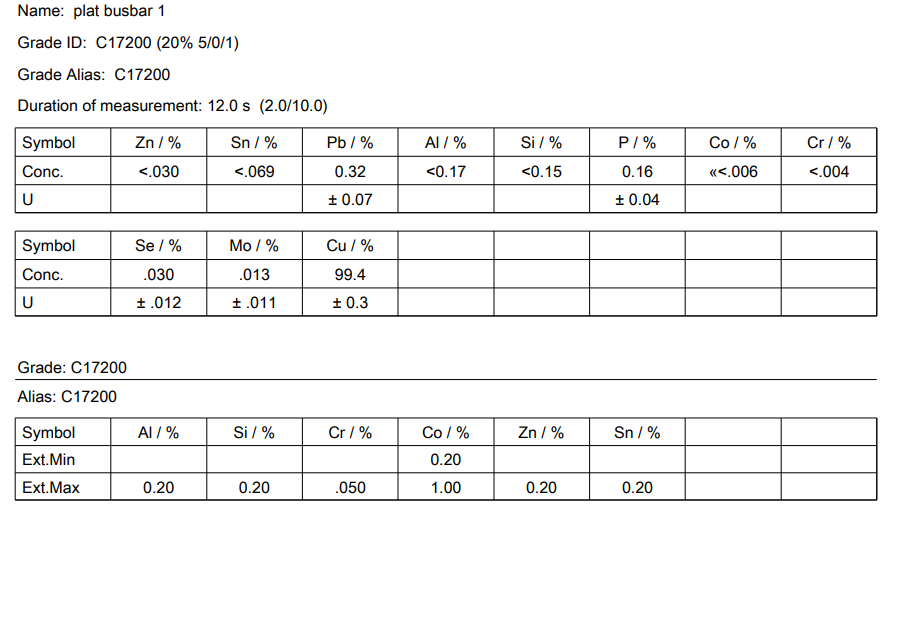 Name: plat busbar 1
Grade ID: C17200 (20% 5/0/1)
Grade Alias: C17200
Duration of measurement: 12.0 s (2.0/10.0)
Symbol Zn / % Sn / % Pb / % Al / % Si / % P / % Co / % Cr / %
Conc. <.030 <.069 0.32 <0.17 <0.15 0.16 «<.006 <.004
U ± 0.07 ± 0.04
Symbol Se / % Mo / % Cu / %
Conc. .030 .013 99.4
U ± .012 ± .011 ± 0.3
Grade: C17200
Alias: C17200
Symbol Al / % Si / % Cr / % Co / % Zn / % Sn / %
Ext.Min 0.20
Ext.Max 0.20 0.20 .050 1.00 0.20 0.20